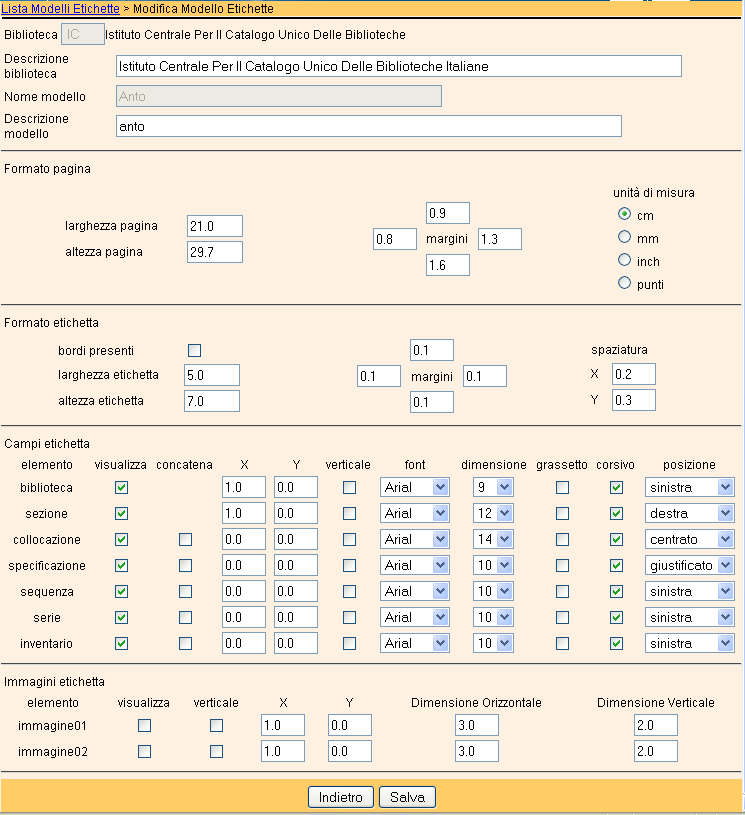 Lista Modelli Etichette > Modifica Modello Etichette
Biblioteca IC Istituto Centrale Per Il Catalogo Unico Delle Biblioteche
Descrizione biblioteca Istituto Centrale Per Il Catalogo Unico Delle Biblioteche Italiane
Nome modello Anto
Descrizione modello anto
Formato pagina
unità di misura
0.9 cm
larghezza pagina 21.0
0.8 margini 1.3 mm
altezza pagina 29.7
1.6 inch
punti
Formato etichetta
bordi presenti 0.1 spaziatura
larghezza etichetta 5.0 0.1 margini 0.1 X 0.2
altezza etichetta 7.0 0.1 Y 0.3
Campi etichetta
elemento visualizza concatena X Y verticale font dimensione grassetto corsivo posizione
biblioteca 1.0 0.0 Arial 9 sinistra
sezione 1.0 0.0 Arial 12 destra
collocazione 0.0 0.0 Arial 14 centrato
specificazione 0.0 0.0 Arial 10 giustificato
sequenza 0.0 0.0 Arial 10 sinistra
serie 0.0 0.0 Arial 10 sinistra
inventario 0.0 0.0 Arial 10 sinistra
Immagini etichetta
elemento visualizza verticale X Y Dimensione Orizzontale Dimensione Verticale
immagine01 1.0 0.0 3.0 2.0
immagine02 1.0 0.0 3.0 2.0
Indietro Salva